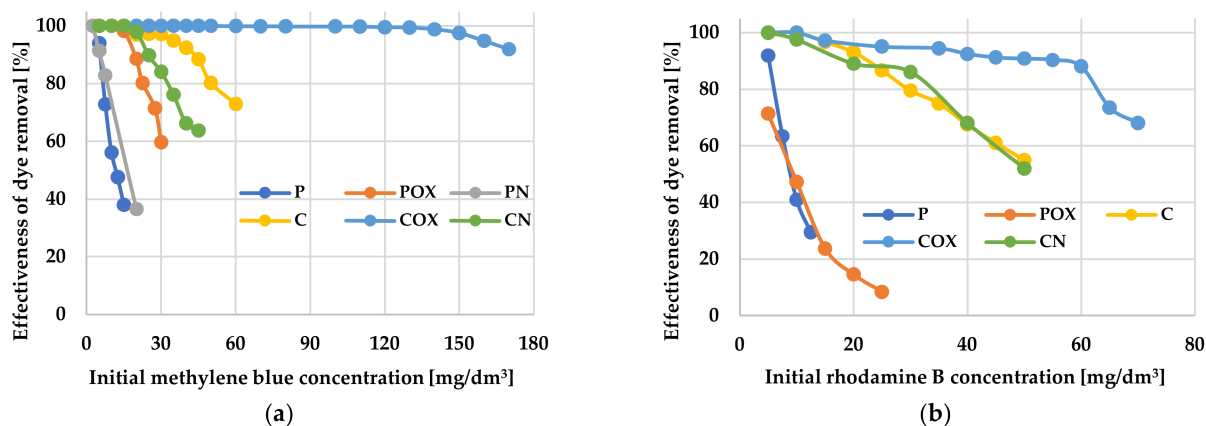 Effectiveness of dye removal [%]
100
80
60
40
20
0
P POX PN
C COX CN
0 30 60 90 120 150 180
Initial methylene blue concentration [mg/dm³]
(a)
Effectiveness of dye removal [%]
100
80
60
40
20
0
P POX C
COX CN
0 20 40 60 80
Initial rhodamine B concentration [mg/dm³]
(b)